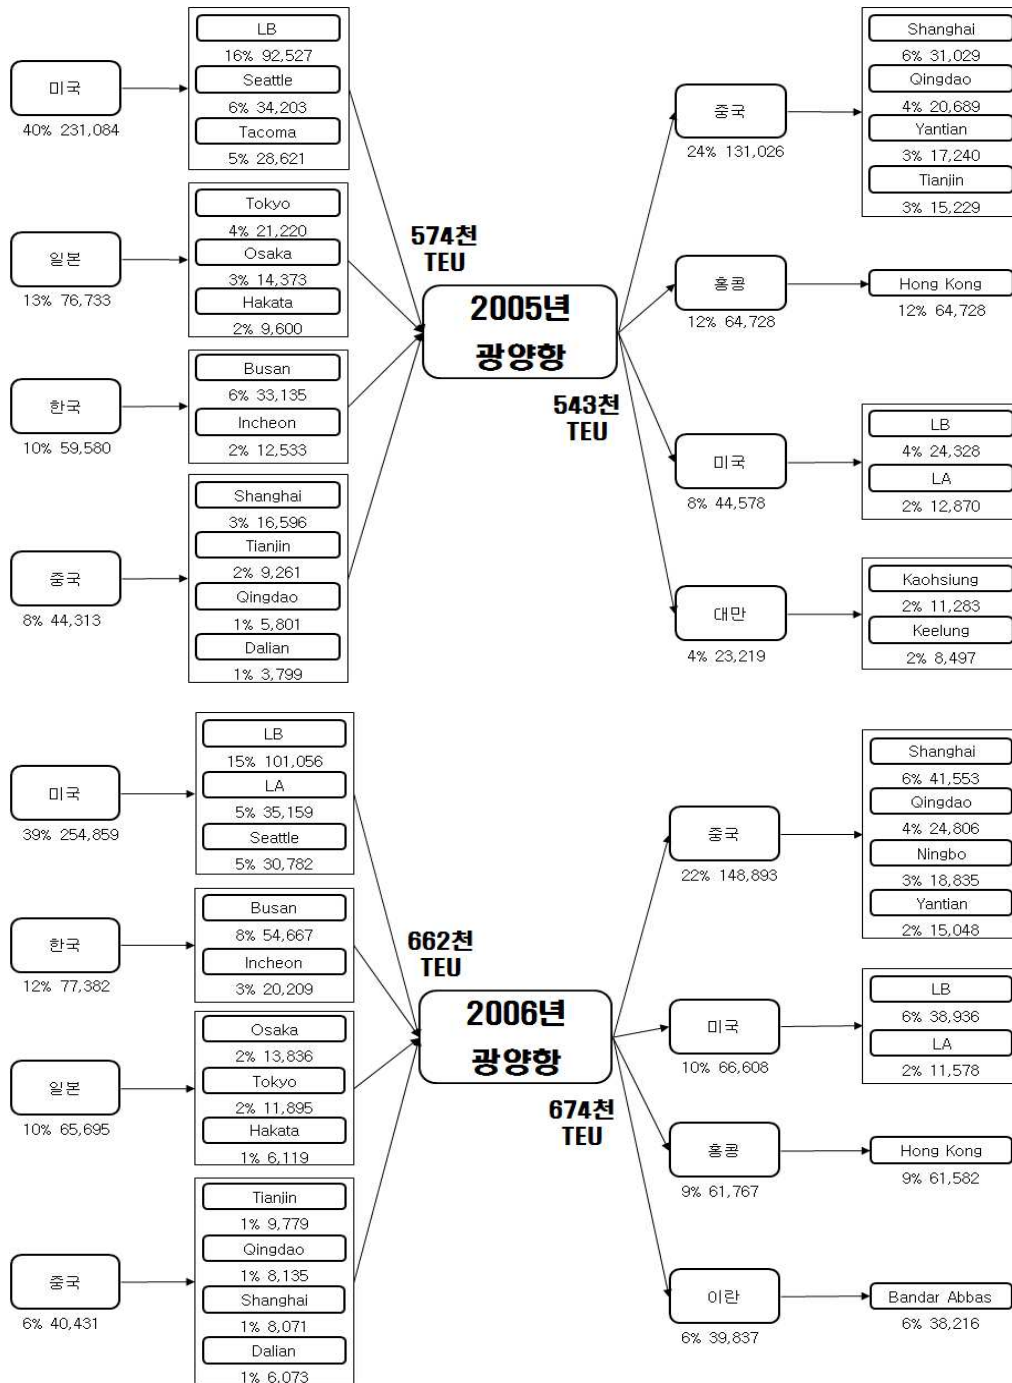 미국
40% 231,084
LB
16% 92,527
Seattle
6% 34,203
Tacoma
5% 28,621
일본
13% 76,733
Tokyo
4% 21,220
Osaka
3% 14,373
Hakata
2% 9,600
한국
10% 59,580
Busan
6% 33,135
Incheon
2% 12,533
중국
8% 44,313
Shanghai
3% 16,596
Tianjin
2% 9,261
Qingdao
1% 5,801
Dalian
1% 3,799
574천
TEU
2005년
광양항
543천
TEU
중국
24% 131,026
Shanghai
6% 31,029
Qingdao
4% 20,689
Yantian
3% 17,240
Tianjin
3% 15,229
홍콩
12% 64,728
Hong Kong
12% 64,728
미국
8% 44,578
LB
4% 24,328
LA
2% 12,870
대만
4% 23,219
Kaohsiung
2% 11,283
Keelung
2% 8,497
미국
39% 254,859
LB
15% 101,056
LA
5% 35,159
Seattle
5% 30,782
한국
12% 77,382
Busan
8% 54,667
Incheon
3% 20,209
일본
10% 65,695
Osaka
2% 13,836
Tokyo
2% 11,895
Hakata
1% 6,119
중국
6% 40,431
Tianjin
1% 9,779
Qingdao
1% 8,135
Shanghai
1% 8,071
Dalian
1% 6,073
662천
TEU
2006년
광양항
674천
TEU
중국
22% 148,893
Shanghai
6% 41,553
Qingdao
4% 24,806
Ningbo
3% 18,835
Yantian
2% 15,048
미국
10% 66,608
LB
6% 38,936
LA
2% 11,578
홍콩
9% 61,767
Hong Kong
9% 61,582
이란
6% 39,837
Bandar Abbas
6% 38,216